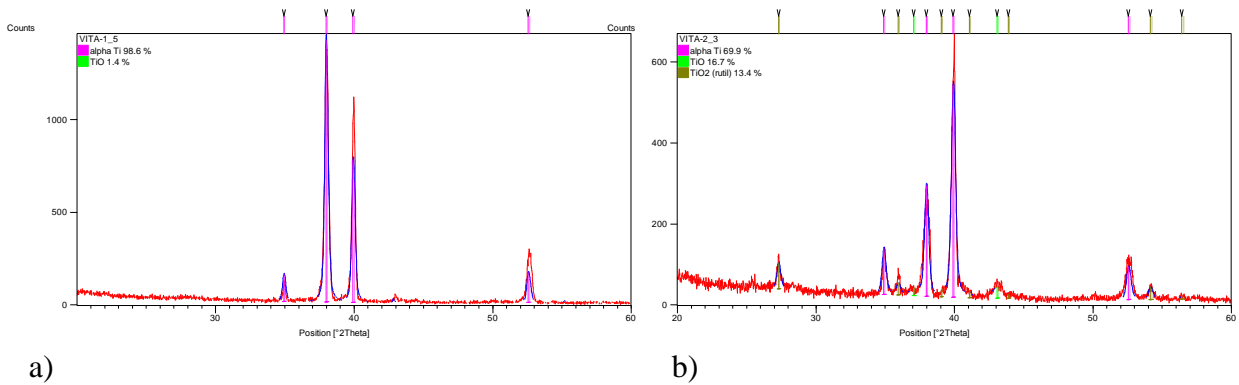 Counts
VITA-1_5
alpha Ti 98.6 %
TiO 1.4 %
1000
500
0
30
40
50
60
Position [°2Theta]
a)
Counts
VITA-2_3
alpha Ti 69.9 %
TiO 16.7 %
TiO2 (rutil) 13.4 %
600
400
200
0
20
30
40
50
60
Position [°2Theta]
b)